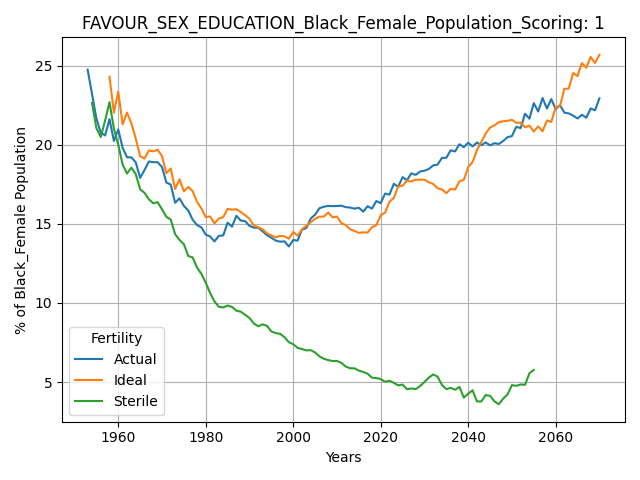 FAVOUR_SEX_EDUCATION_Black_Female_Population_Scoring: 1
% of Black_Female Population
25
20
15
10
5
Fertility
Actual
Ideal
Sterile
1960 1980 2000 2020 2040 2060
Years